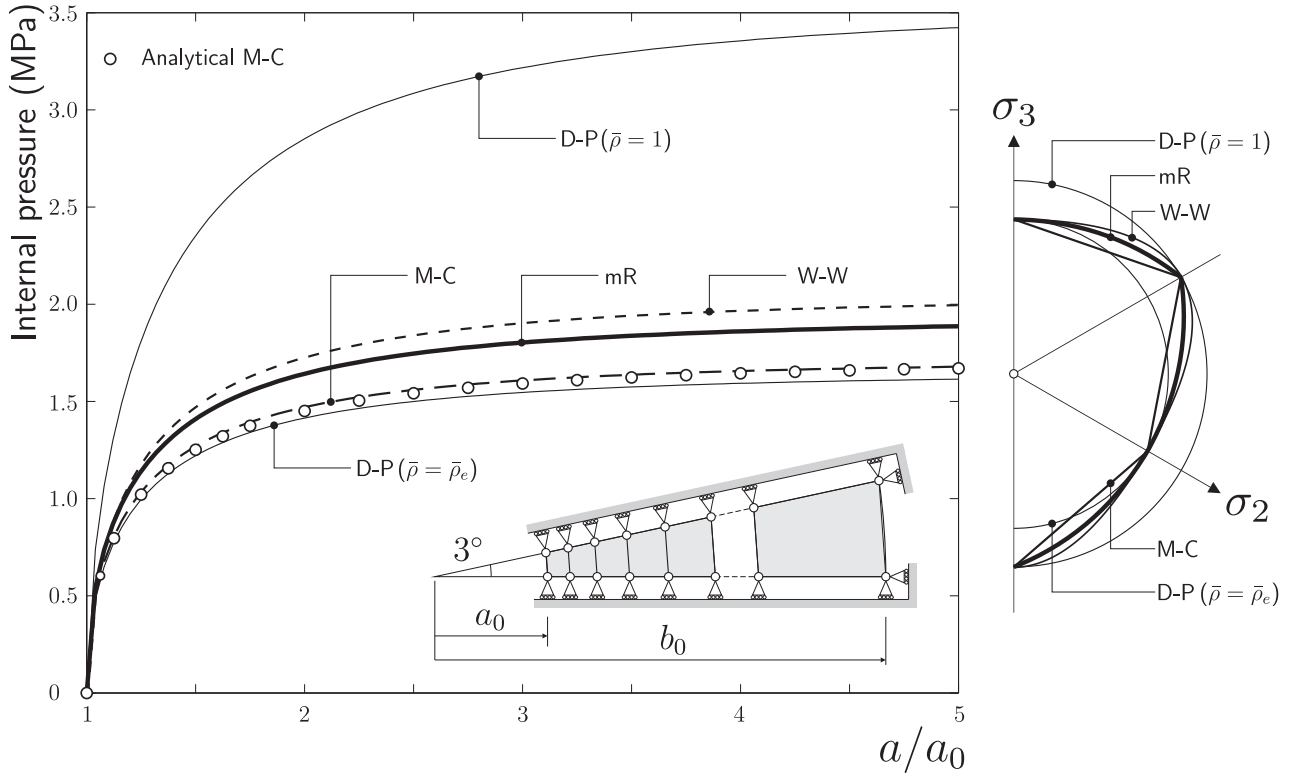 3.5
3.0
2.5
2.0
1.5
1.0
0.5
0
Internal pressure (MPa)
Analytical M-C
D-P(ρ̄ = 1)
M-C
mR
W-W
D-P(ρ̄ = ρ̄ₑ)
3°
a₀
b₀
1
2
3
4
5
a/a₀
σ₃
D-P(ρ̄ = 1)
mR
W-W
σ₂
M-C
D-P(ρ̄ = ρ̄ₑ)